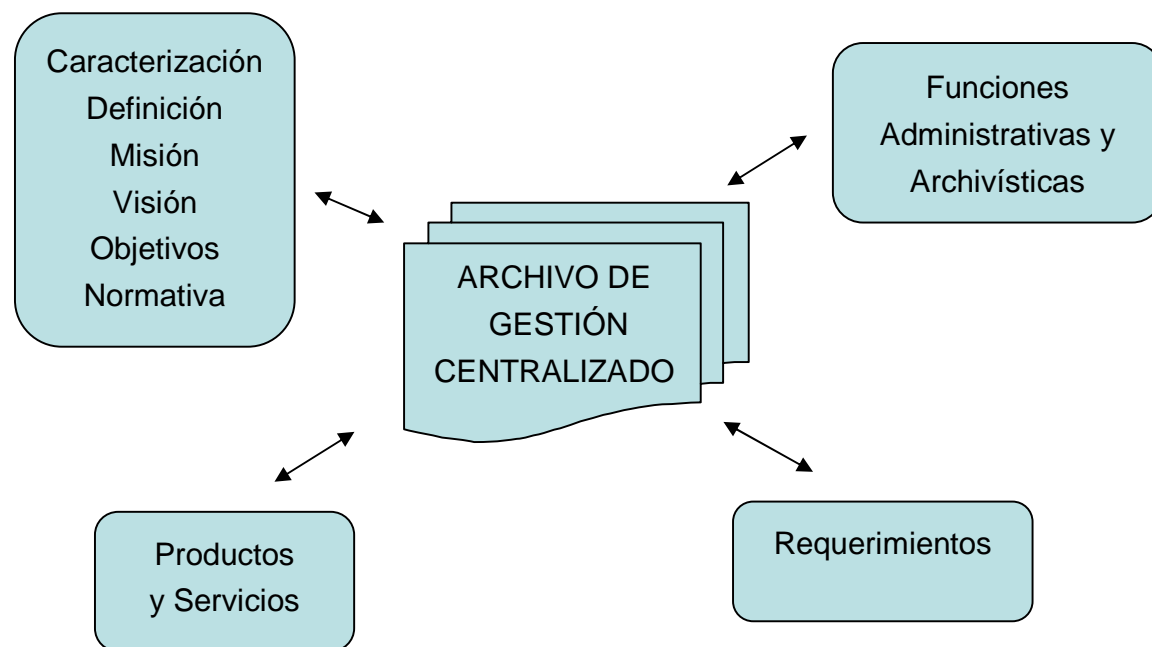 Caracterización
Definición
Misión
Visión
Objetivos
Normativa
Funciones
Administrativas y
Archivísticas
ARCHIVO DE
GESTIÓN
CENTRALIZADO
Productos
y Servicios
Requerimientos